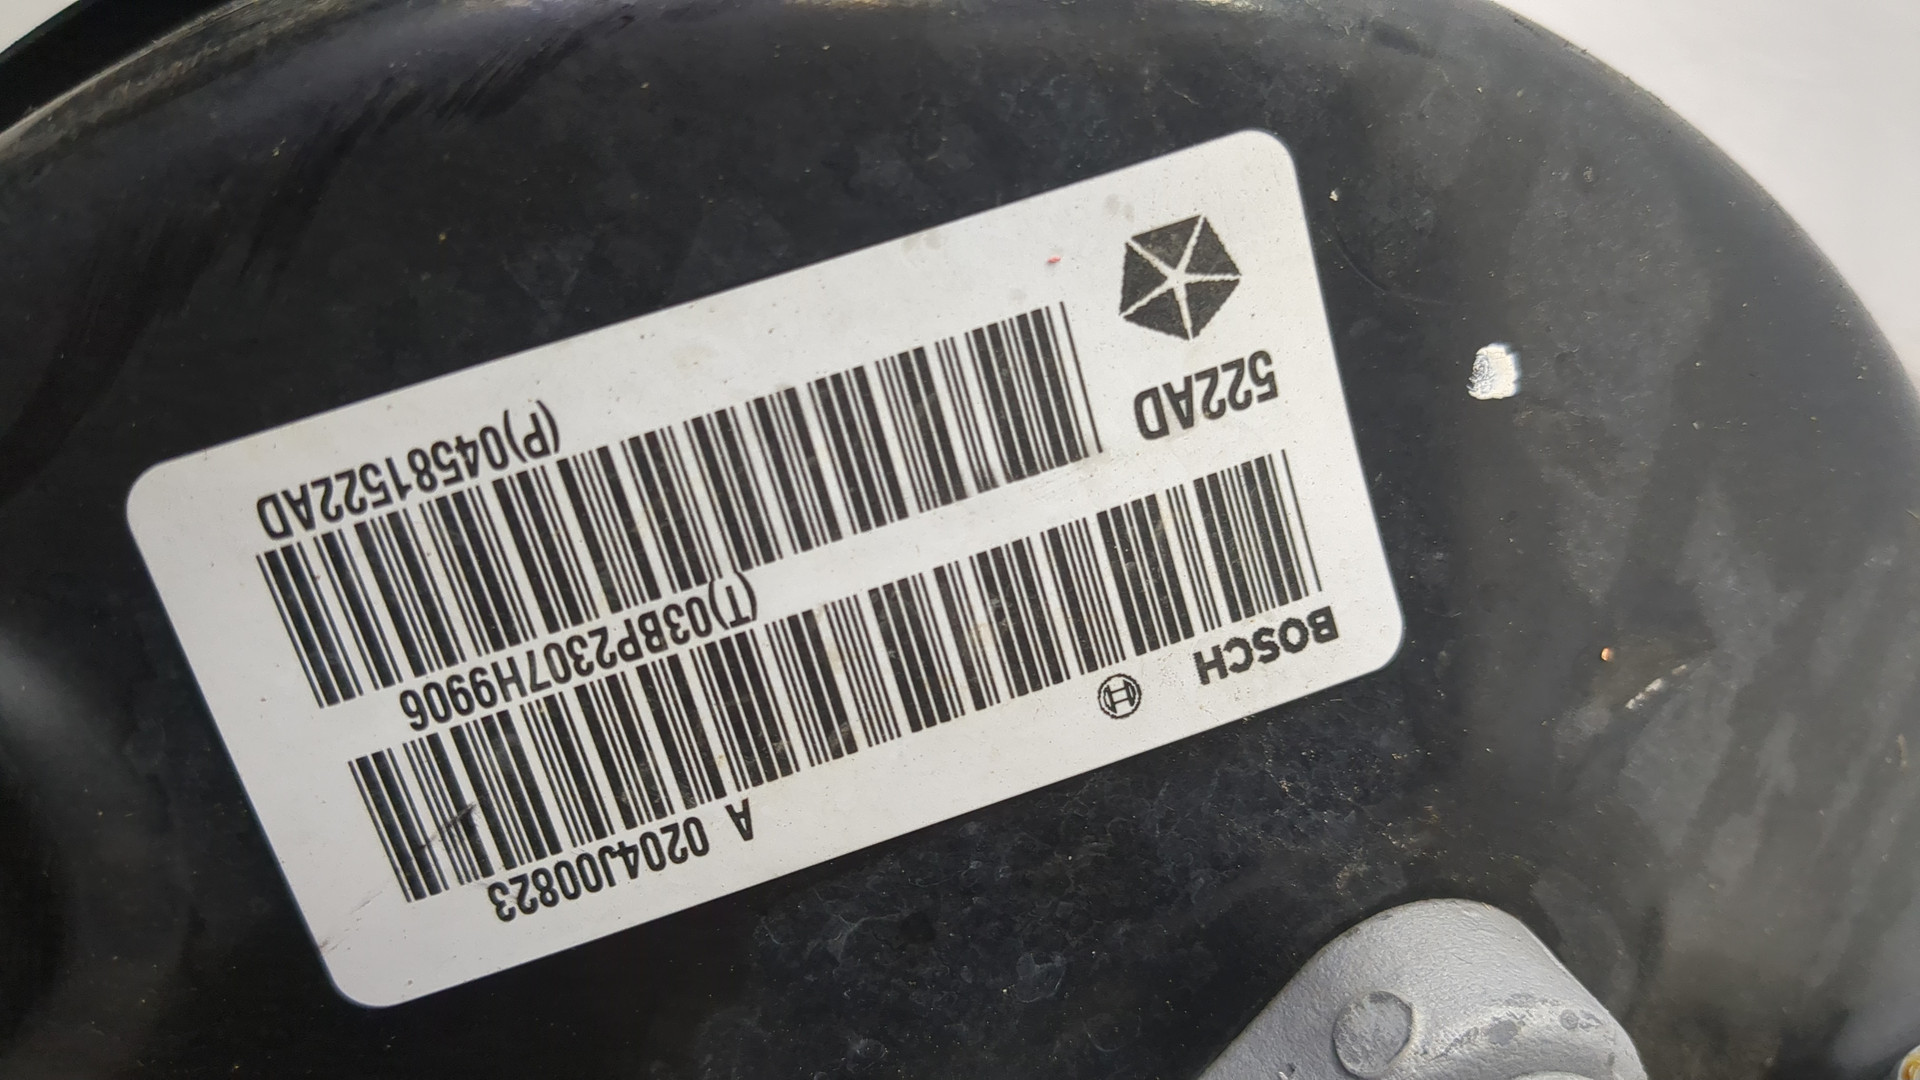 BOSCH
A 0204J00823
(T)03BP2307H9906
522AD
(P)04581522AD